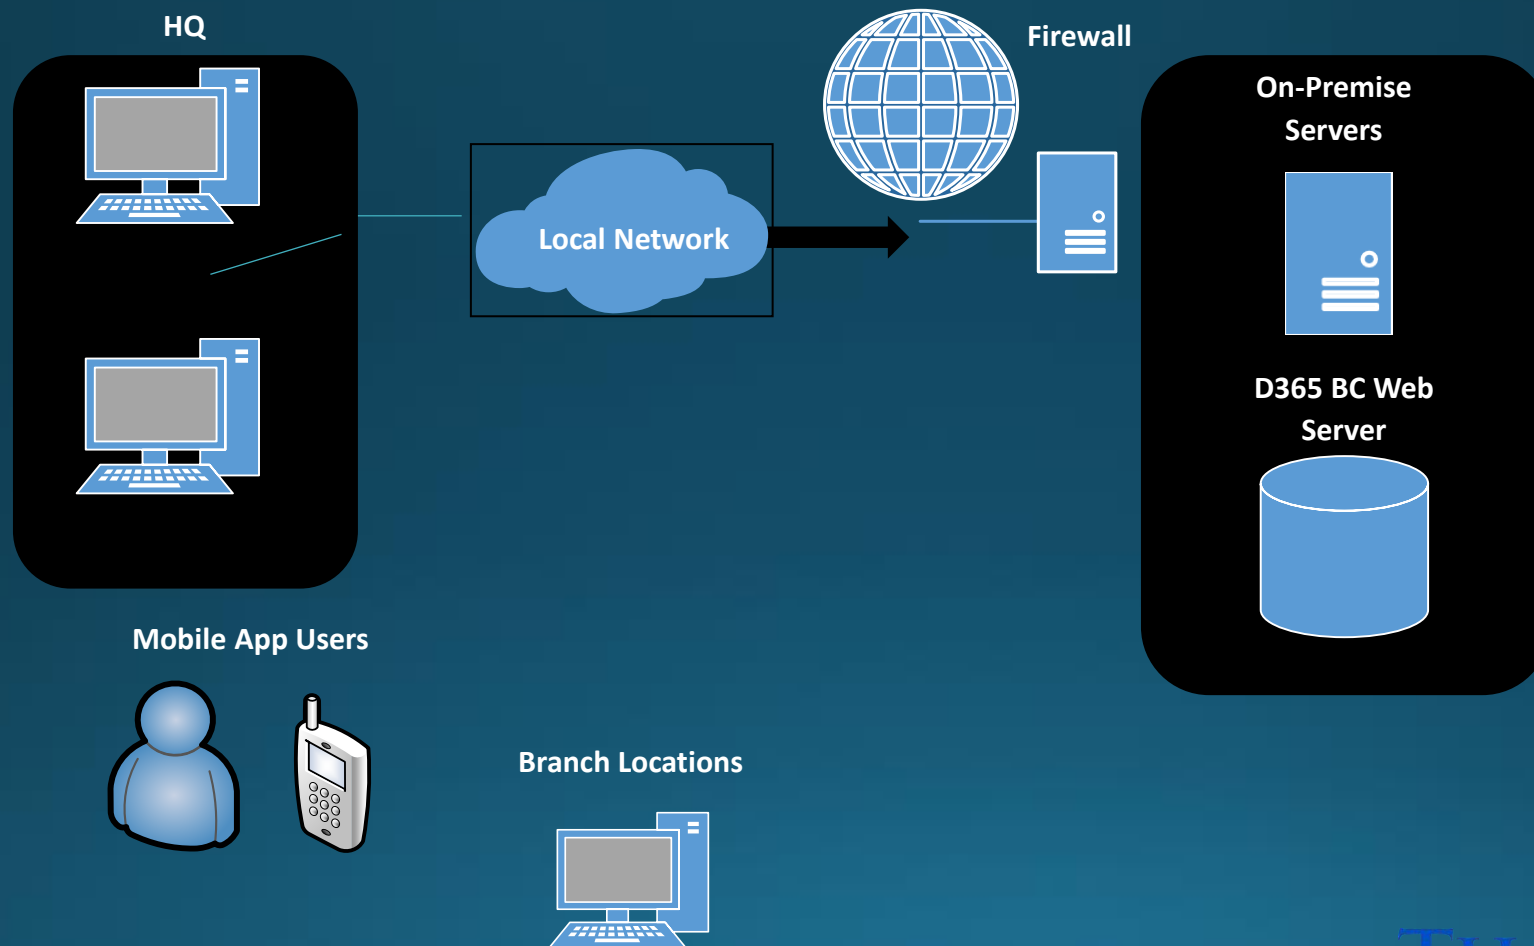 HQ
Firewall
On-Premise
Servers
Local Network
D365 BC Web
Server
Mobile App Users
Branch Locations